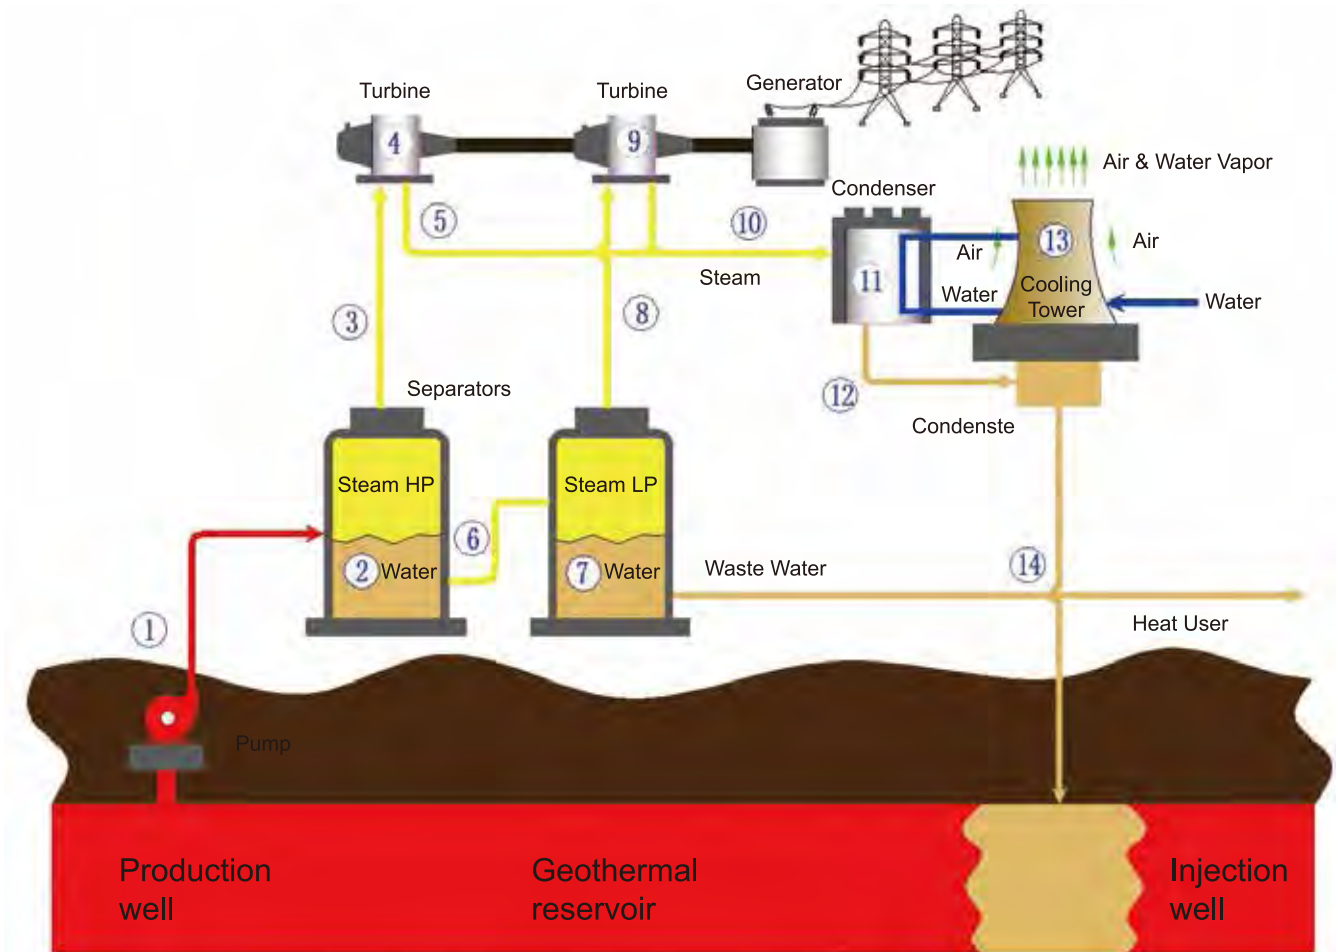 Turbine
Turbine
Generator
4
9
Air & Water Vapor
Condenser
5
10
13
Air
Air
Steam
11
Water
Cooling
Tower
Water
3
8
Separators
12
Condenste
Steam HP
Steam LP
6
2 Water
7 Water
Waste Water
14
1
Heat User
Pump
Production
well
Geothermal
reservoir
Injection
well